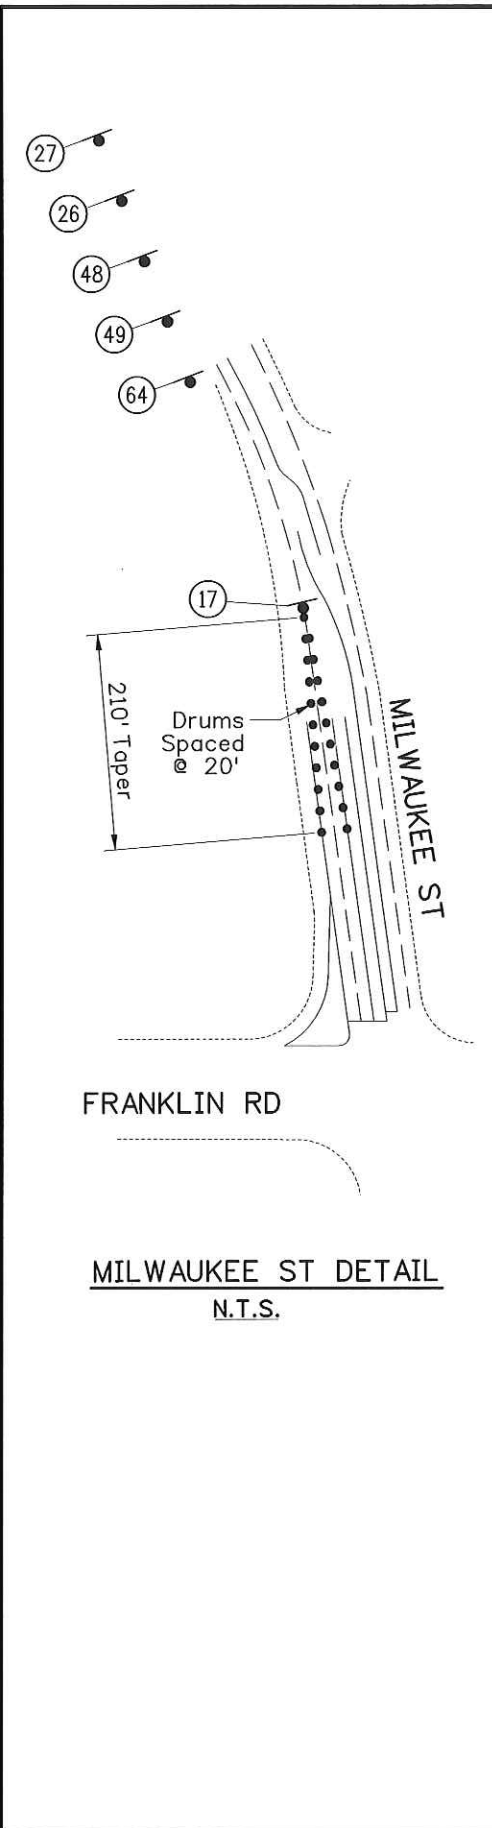 27
26
48
49
64
17
210' Taper
Drums
Spaced
@ 20'
MILWAUKEE ST
FRANKLIN RD
MILWAUKEE ST DETAIL
N.T.S.